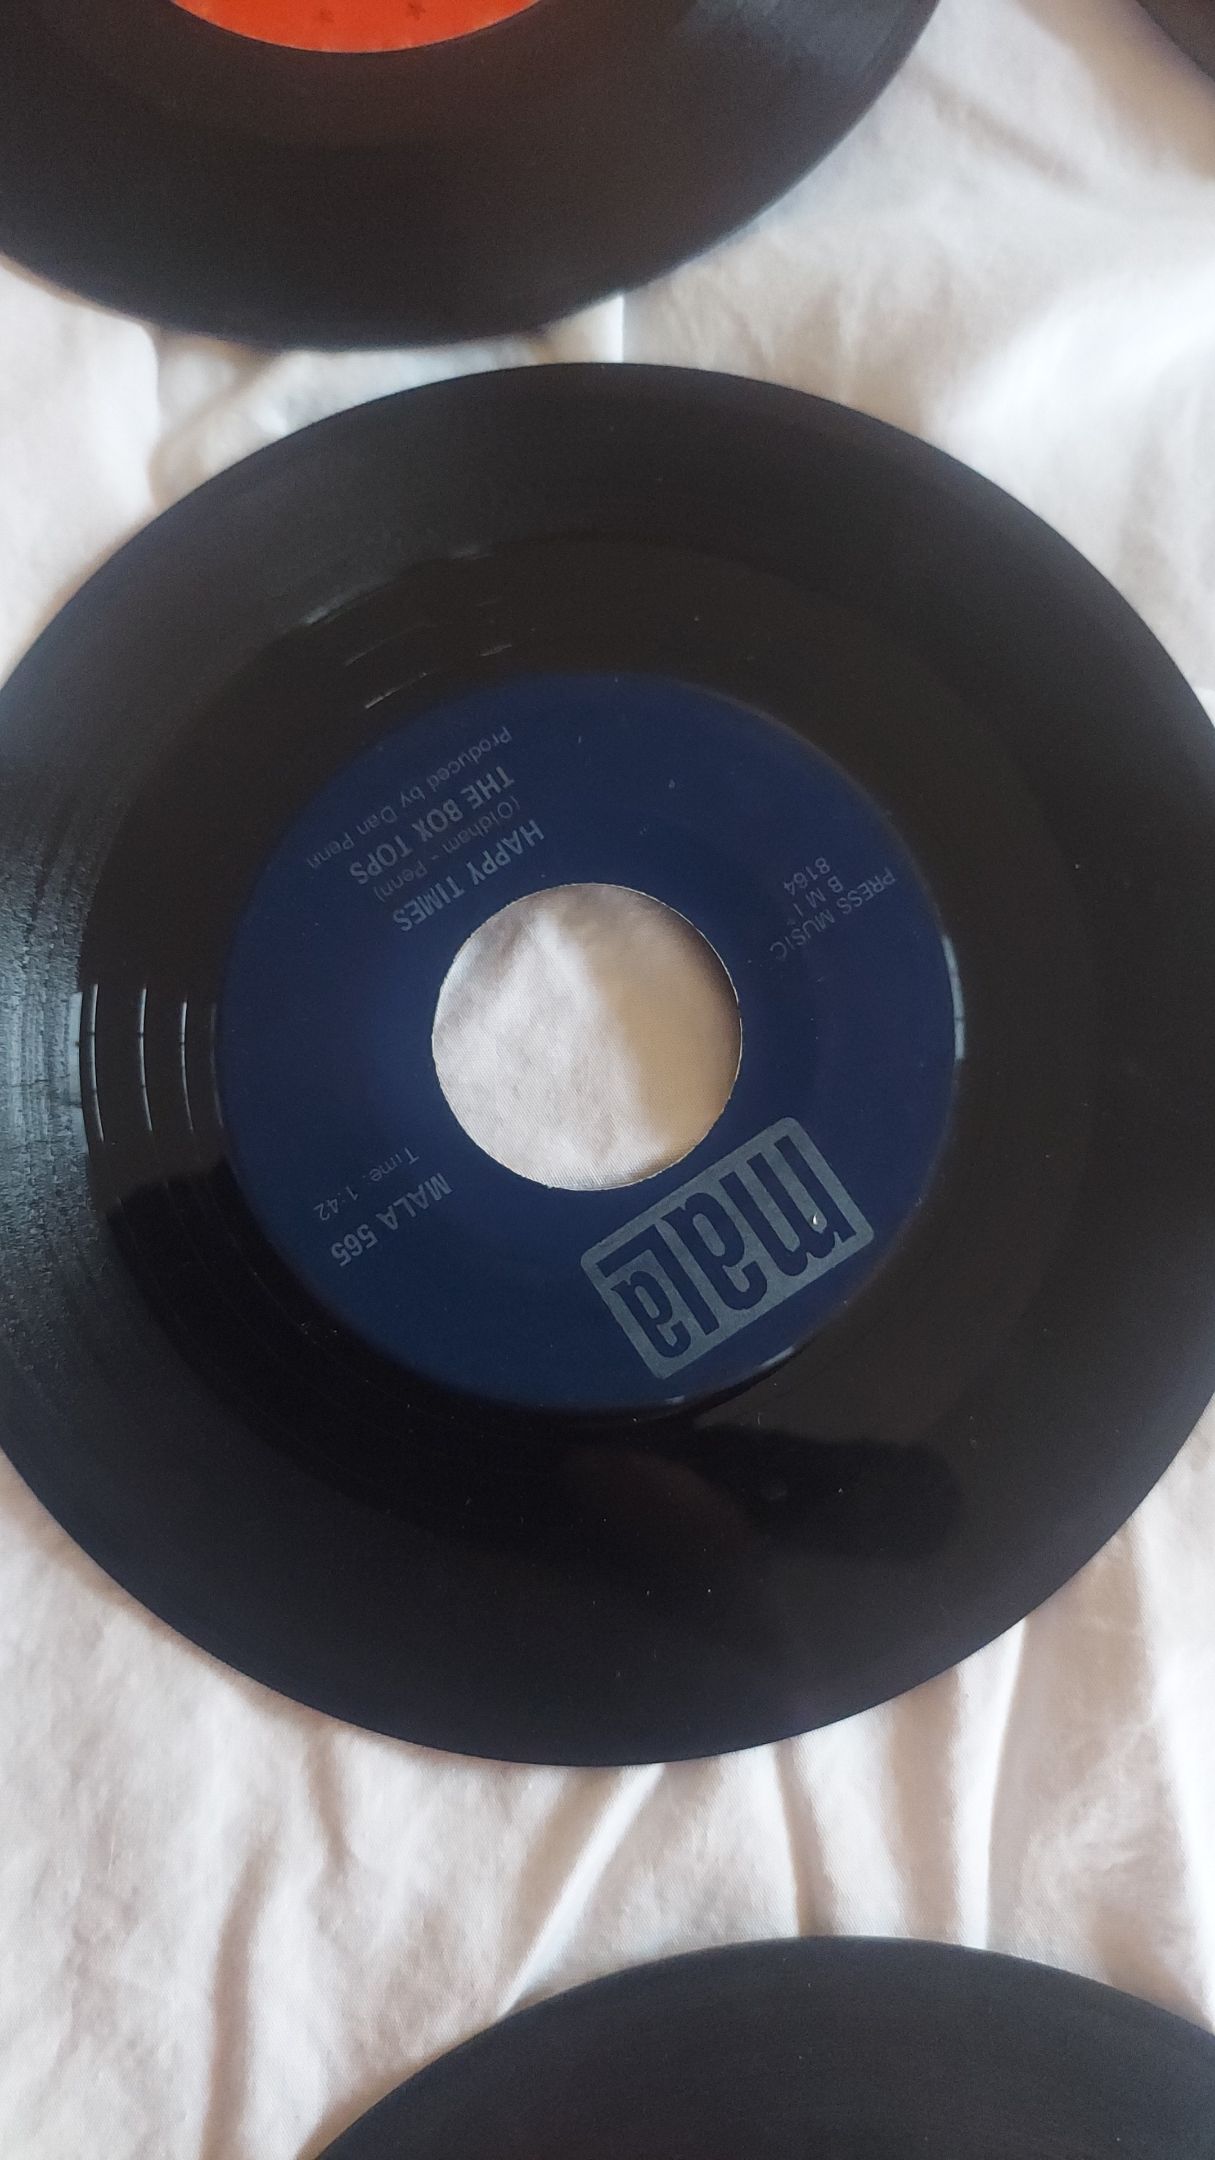 mala
PRESS MUSIC
B M I
8164
MALA 565
Time: 1:42
HAPPY TIMES
(Oldham - Penn)
THE BOX TOPS
Produced by Dan Penn